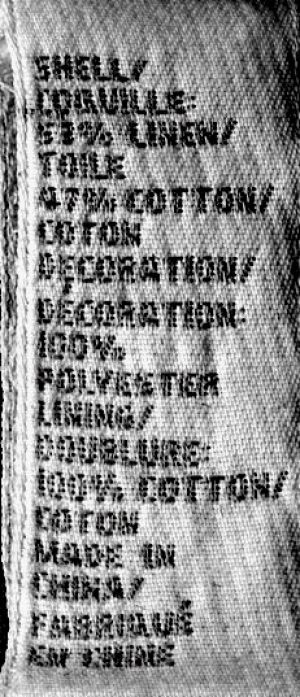 SHELL/
COQUILLE:
53% LINEN/
TOILE
47% COTTON/
COTON
DECORATION/
DÉCORATION:
100%
POLYESTER
LINING/
DOUBLURE:
100% COTTON/
COTON
MADE IN
CHINA/
FABRIQUÉ
EN CHINE